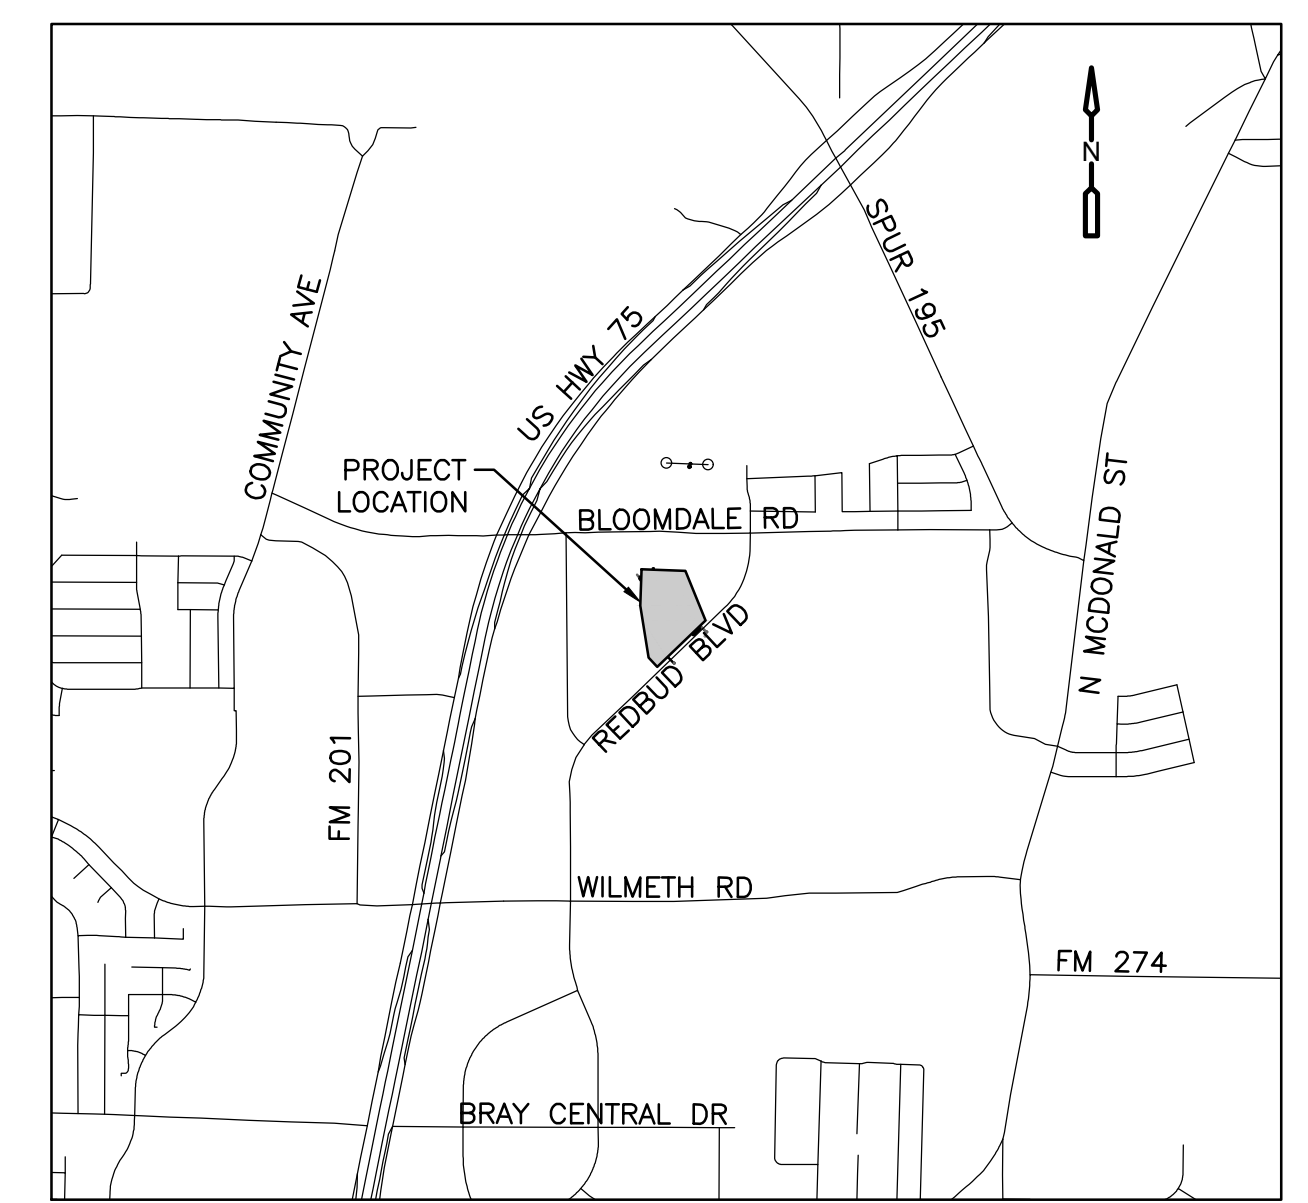 N
SPUR 195
COMMUNITY AVE
US HWY 75
PROJECT
LOCATION
BLOOMDALE RD
N MCDONALD ST
REDBUD BLVD
FM 201
WILMETH RD
FM 274
BRAY CENTRAL DR